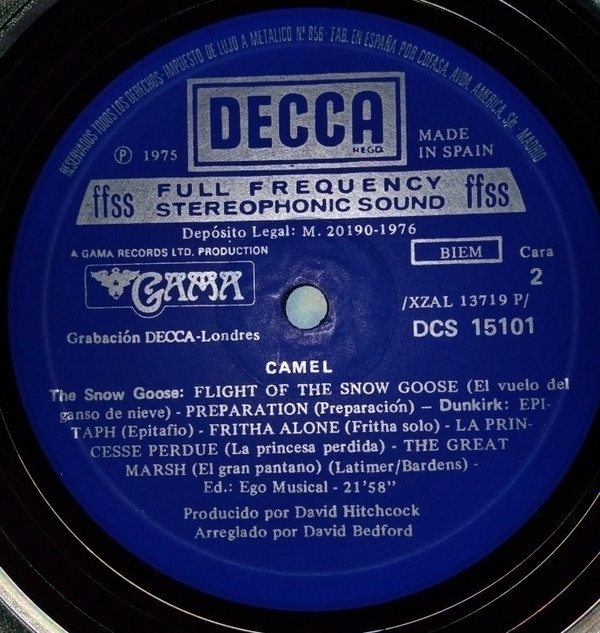 RESERVADOS TODOS LOS DERECHOS · IMPUESTO DE LUJO A METALICO Nº 856 · FAB. EN ESPAÑA POR COFASA. AVDA. AMERICA, S/n. MADRID
DECCA
REGD.
Ⓟ 1975
MADE
IN SPAIN
ffss FULL FREQUENCY ffss
STEREOPHONIC SOUND
Depósito Legal: M. 20190-1976
A GAMA RECORDS LTD. PRODUCTION
BIEM Cara
2
GAMA
/XZAL 13719 P/
Grabación DECCA-Londres
DCS 15101
CAMEL
The Snow Goose: FLIGHT OF THE SNOW GOOSE (El vuelo del
ganso de nieve) - PREPARATION (Preparación) — Dunkirk: EPI-
TAPH (Epitafio) - FRITHA ALONE (Fritha solo) - LA PRIN-
CESSE PERDUE (La princesa perdida) - THE GREAT
MARSH (El gran pantano) (Latimer/Bardens) -
Ed.: Ego Musical - 21'58"
Producido por David Hitchcock
Arreglado por David Bedford